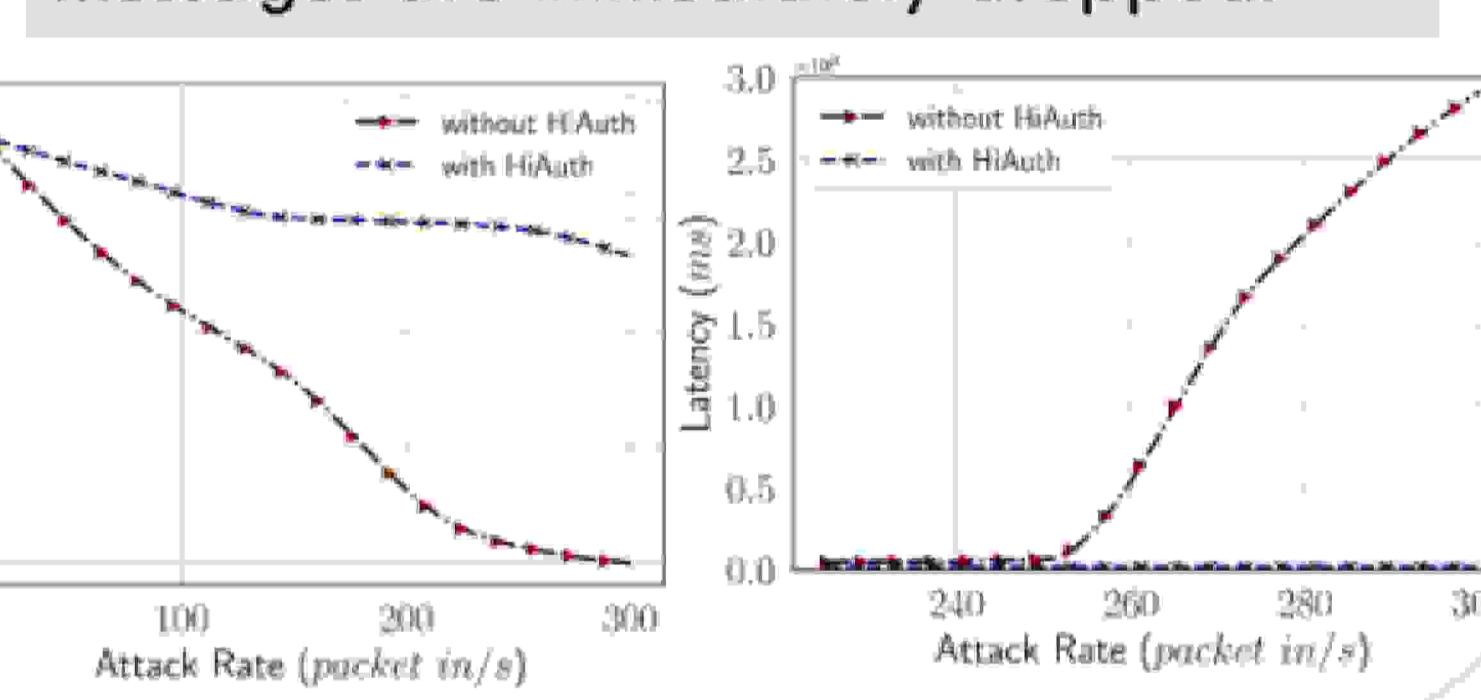 without HiAuth
with HiAuth
100
200
300
Attack Rate (packet in/s)
3.0
2.5
2.0
1.5
1.0
0.5
0.0
Latency (ms)
without HiAuth
with HiAuth
240
260
280
Attack Rate (packet in/s)